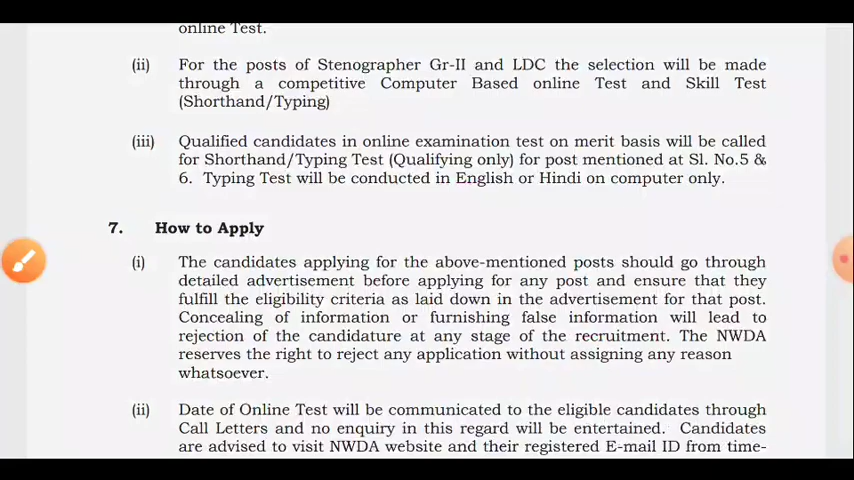 online Test.
(ii) For the posts of Stenographer Gr-II and LDC the selection will be made
through a competitive Computer Based online Test and Skill Test
(Shorthand/Typing)
(iii) Qualified candidates in online examination test on merit basis will be called
for Shorthand/Typing Test (Qualifying only) for post mentioned at Sl. No.5 &
6. Typing Test will be conducted in English or Hindi on computer only.
7. How to Apply
(i) The candidates applying for the above-mentioned posts should go through
detailed advertisement before applying for any post and ensure that they
fulfill the eligibility criteria as laid down in the advertisement for that post.
Concealing of information or furnishing false information will lead to
rejection of the candidature at any stage of the recruitment. The NWDA
reserves the right to reject any application without assigning any reason
whatsoever.
(ii) Date of Online Test will be communicated to the eligible candidates through
Call Letters and no enquiry in this regard will be entertained. Candidates
are advised to visit NWDA website and their registered E-mail ID from time-